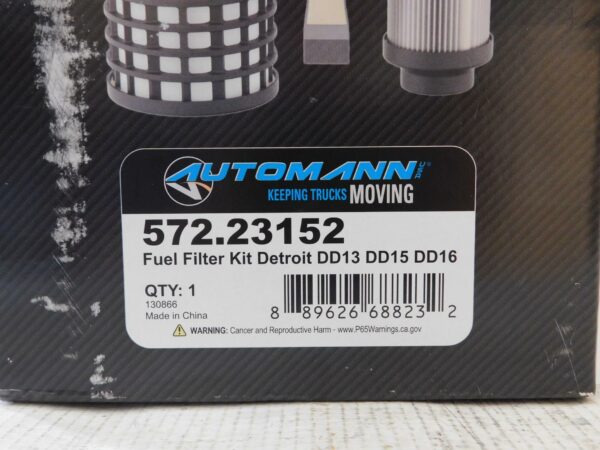 AUTOMANN USA ®
KEEPING TRUCKS MOVING
572.23152
Fuel Filter Kit Detroit DD13 DD15 DD16
QTY: 1
130866
Made in China
8 89626 68823 2
WARNING: Cancer and Reproductive Harm - www.P65Warnings.ca.gov